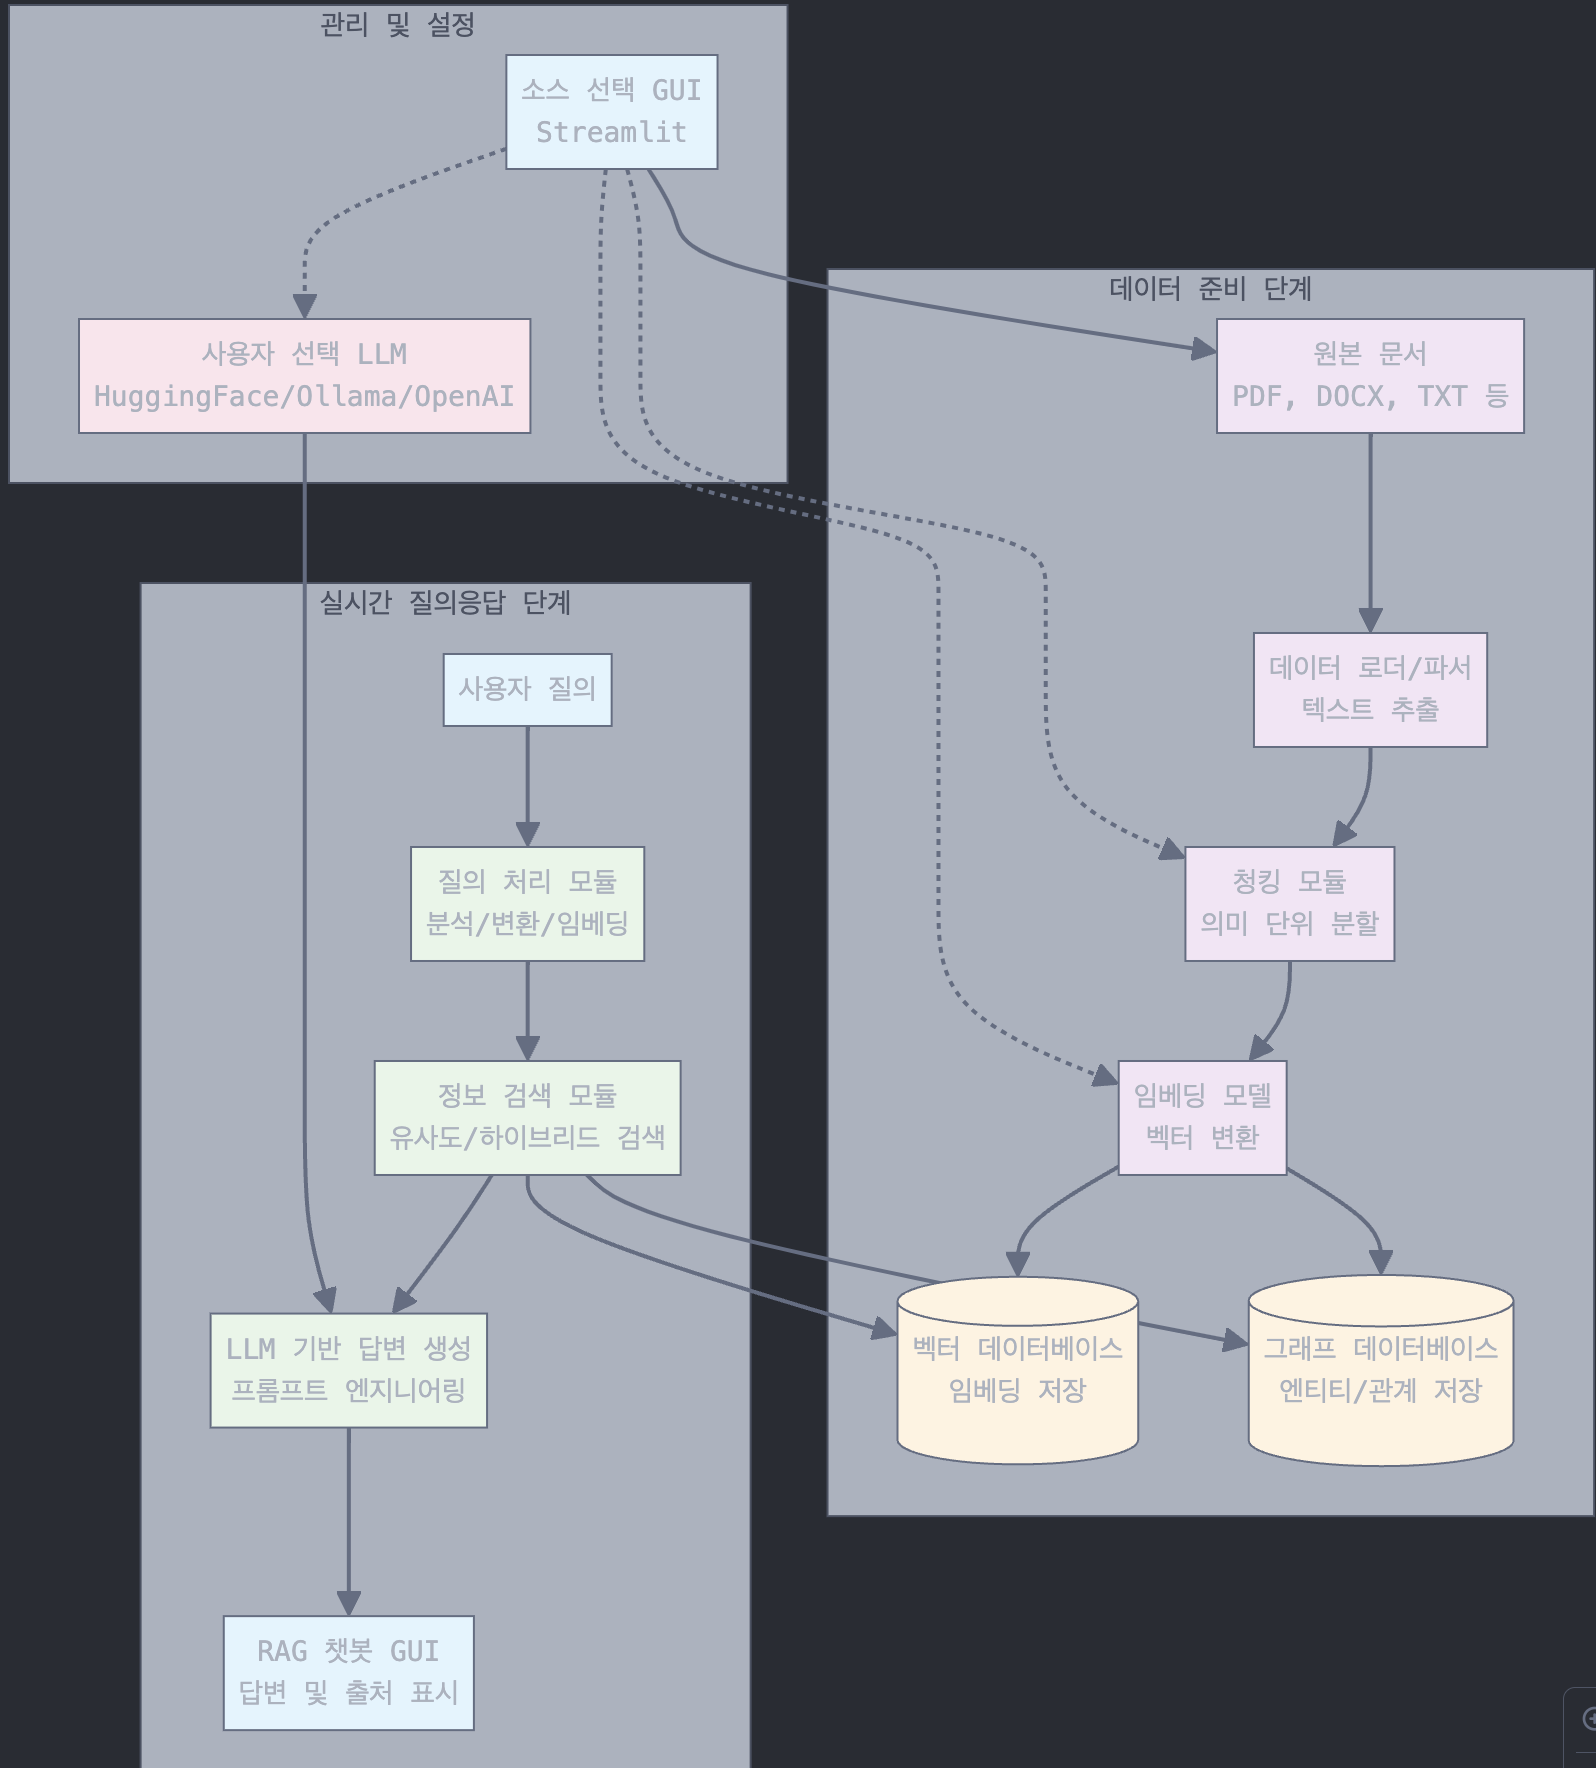 관리 및 설정
소스 선택 GUI
Streamlit
사용자 선택 LLM
HuggingFace/Ollama/OpenAI
데이터 준비 단계
원본 문서
PDF, DOCX, TXT 등
데이터 로더/파서
텍스트 추출
청킹 모듈
의미 단위 분할
임베딩 모델
벡터 변환
벡터 데이터베이스
임베딩 저장
그래프 데이터베이스
엔티티/관계 저장
실시간 질의응답 단계
사용자 질의
질의 처리 모듈
분석/변환/임베딩
정보 검색 모듈
유사도/하이브리드 검색
LLM 기반 답변 생성
프롬프트 엔지니어링
RAG 챗봇 GUI
답변 및 출처 표시